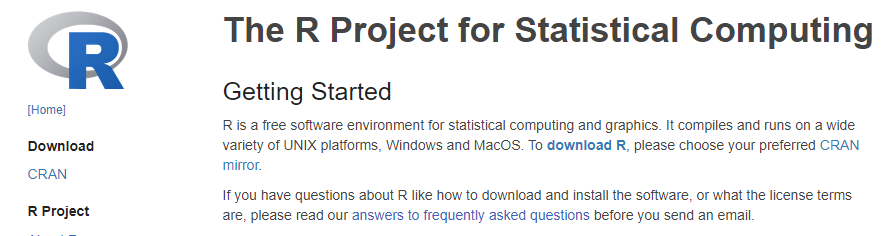 R
The R Project for Statistical Computing
[Home]
Download
CRAN
R Project
Getting Started
R is a free software environment for statistical computing and graphics. It compiles and runs on a wide
variety of UNIX platforms, Windows and MacOS. To download R, please choose your preferred CRAN
mirror.
If you have questions about R like how to download and install the software, or what the license terms
are, please read our answers to frequently asked questions before you send an email.